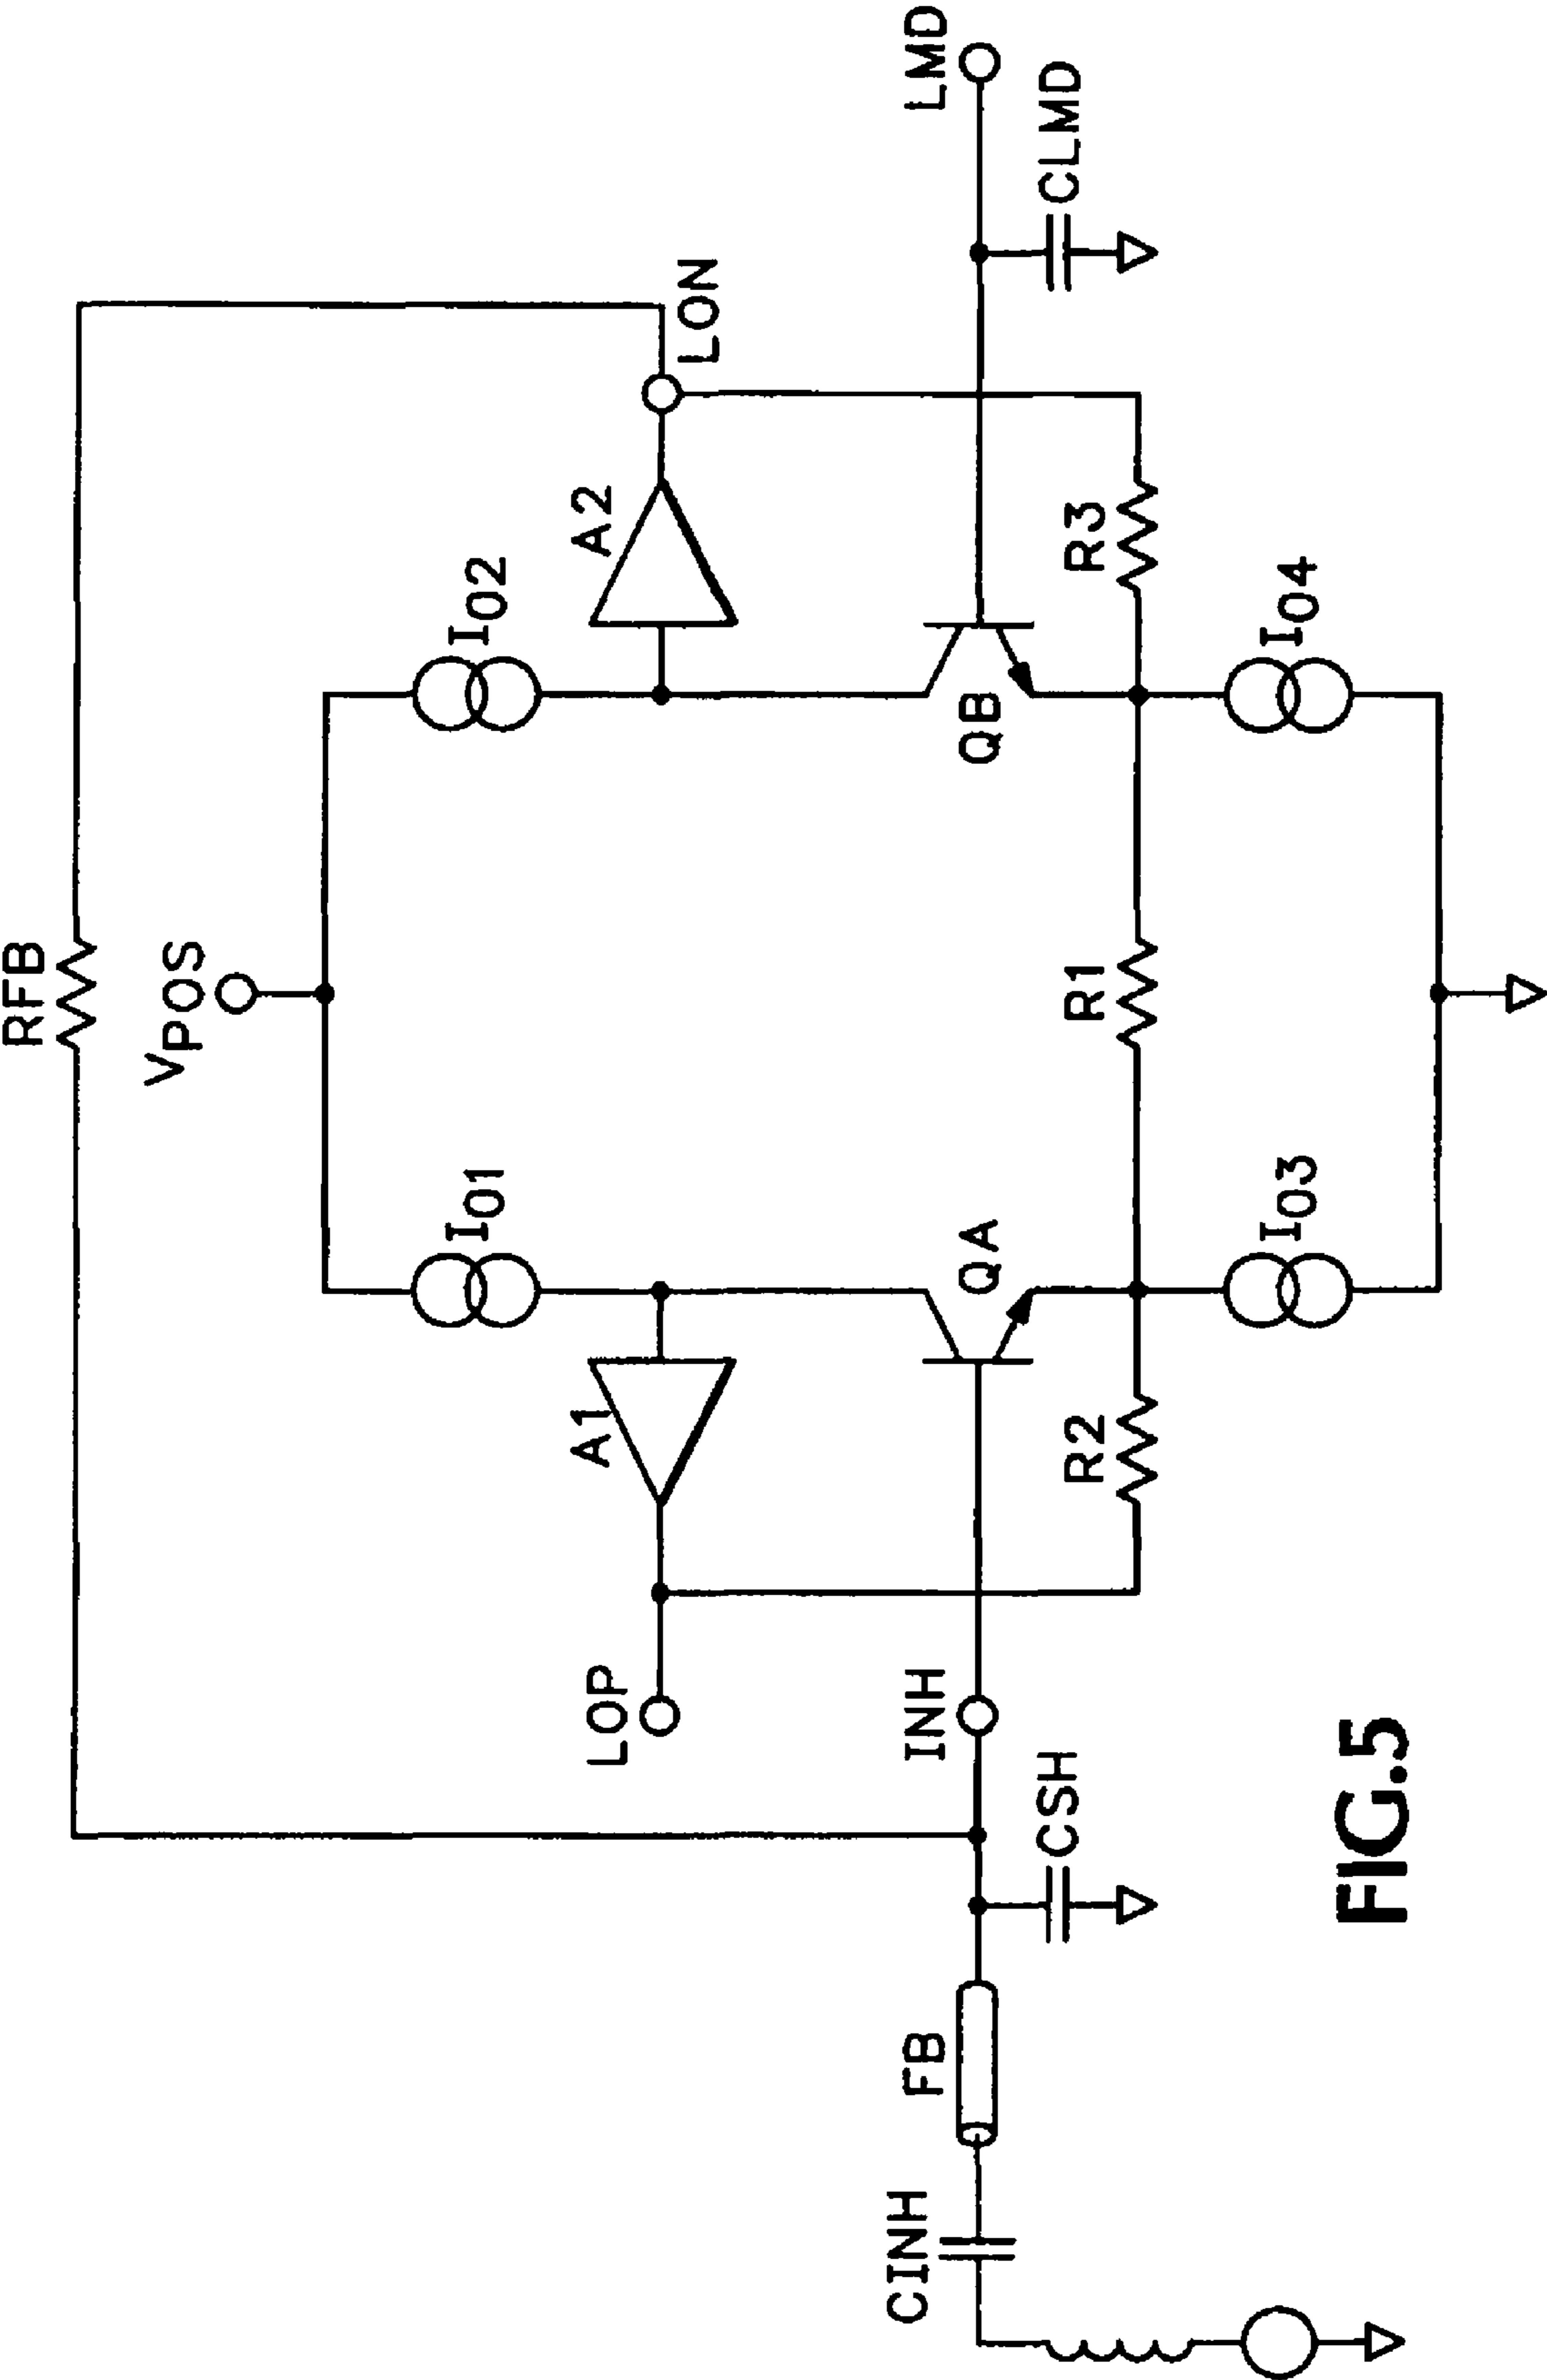 RFB
VPOS
I01
I02
A1
A2
LOP
LON
INH
QA
QB
LMD
CINH
FB
CSH
R2
R1
R3
CLMD
I03
I04
FIG.5